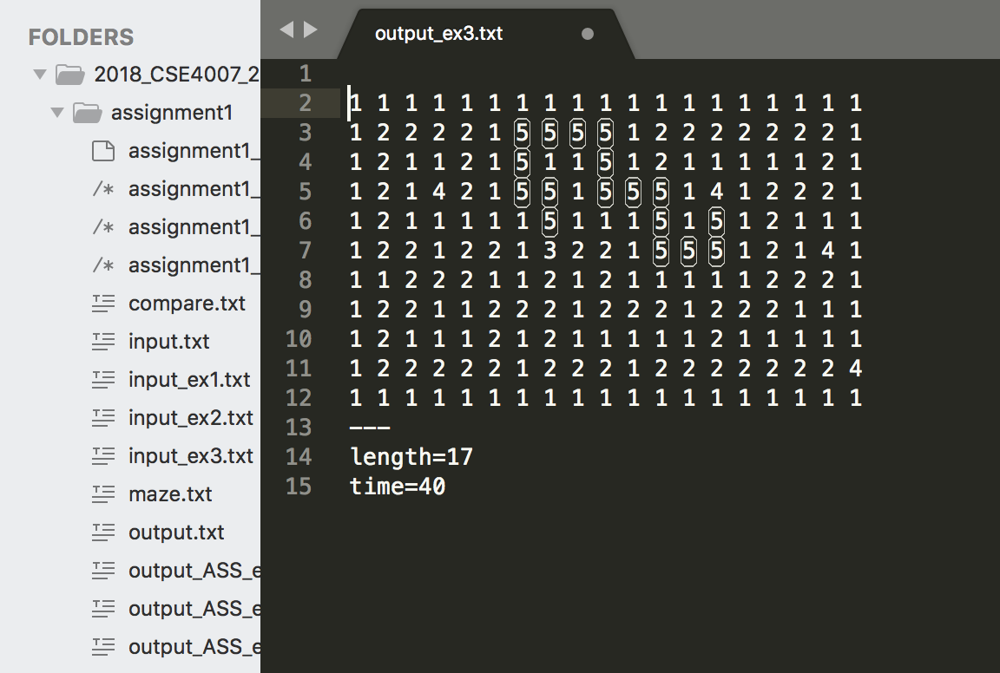 FOLDERS
2018_CSE4007_2
assignment1
assignment1_
/* assignment1_
/* assignment1_
/* assignment1_
compare.txt
input.txt
input_ex1.txt
input_ex2.txt
input_ex3.txt
maze.txt
output.txt
output_ASS_e
output_ASS_e
output_ASS_e
output_ex3.txt
1
2 1 1 1 1 1 1 1 1 1 1 1 1 1 1 1 1 1 1 1
3 1 2 2 2 2 1 5 5 5 5 1 2 2 2 2 2 2 2 1
4 1 2 1 1 2 1 5 1 1 5 1 2 1 1 1 1 1 2 1
5 1 2 1 4 2 1 5 5 1 5 5 5 1 4 1 2 2 2 1
6 1 2 1 1 1 1 1 5 1 1 1 5 1 5 1 2 1 1 1
7 1 2 2 1 2 2 1 3 2 2 1 5 5 5 1 2 1 4 1
8 1 1 2 2 2 1 1 2 1 2 1 1 1 1 1 2 2 2 1
9 1 2 2 1 1 2 2 2 1 2 2 2 1 2 2 2 1 1 1
10 1 2 1 1 1 2 1 2 1 1 1 1 1 2 1 1 1 1 1
11 1 2 2 2 2 2 1 2 2 2 1 2 2 2 2 2 2 2 4
12 1 1 1 1 1 1 1 1 1 1 1 1 1 1 1 1 1 1 1
13 ---
14 length=17
15 time=40